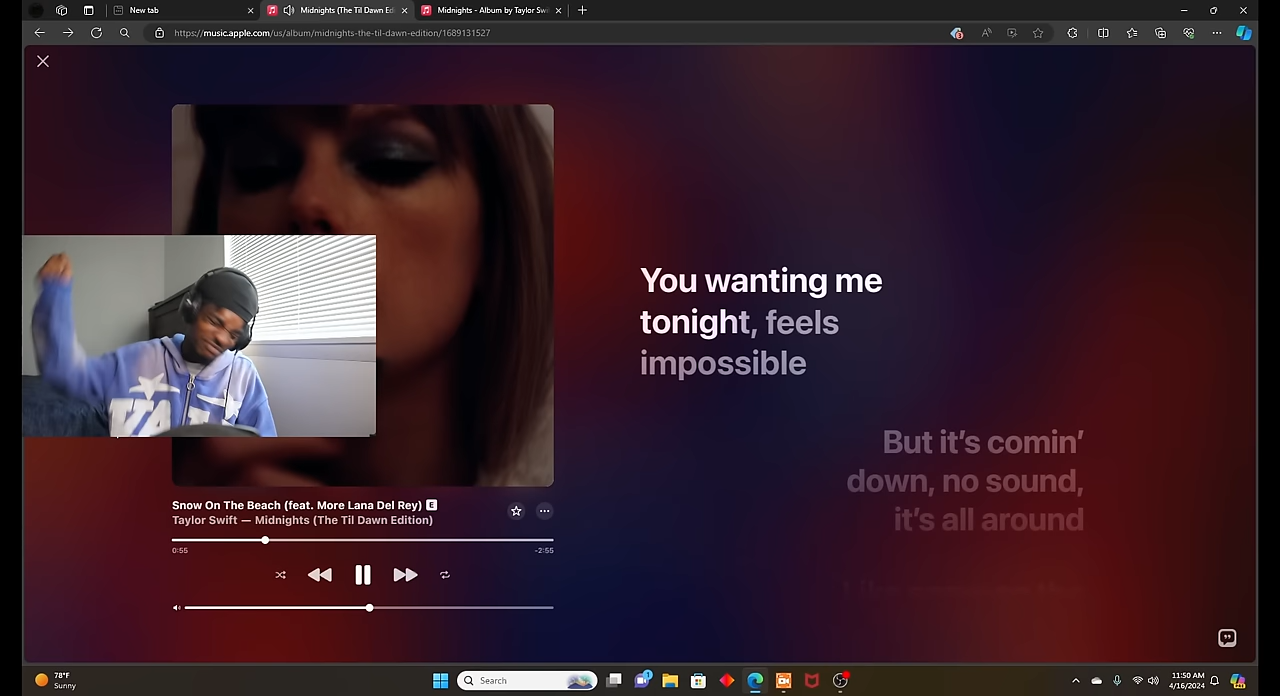 New tab
Midnights (The Til Dawn Ed
Midnights - Album by Taylor Sw
https://music.apple.com/us/album/midnights-the-til-dawn-edition/1689131527
You wanting me
tonight, feels
impossible
But it's comin'
down, no sound,
it's all around
Snow On The Beach (feat. More Lana Del Rey) E
Taylor Swift — Midnights (The Til Dawn Edition)
0:55
-2:55
78°F
Sunny
Search
11:50 AM
4/16/2024